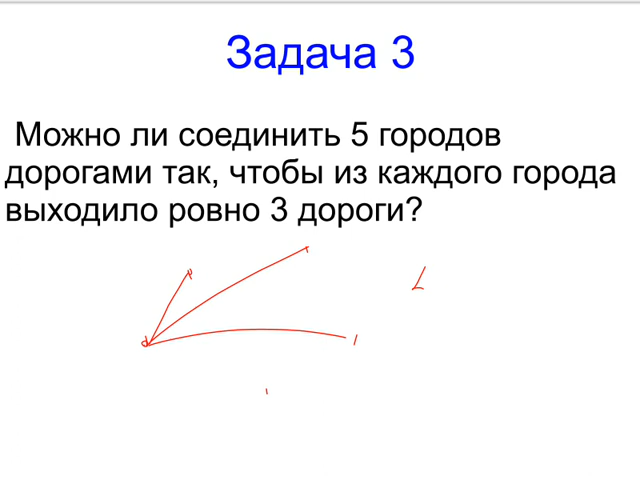 Задача 3
Можно ли соединить 5 городов
дорогами так, чтобы из каждого города
выходило ровно 3 дороги?